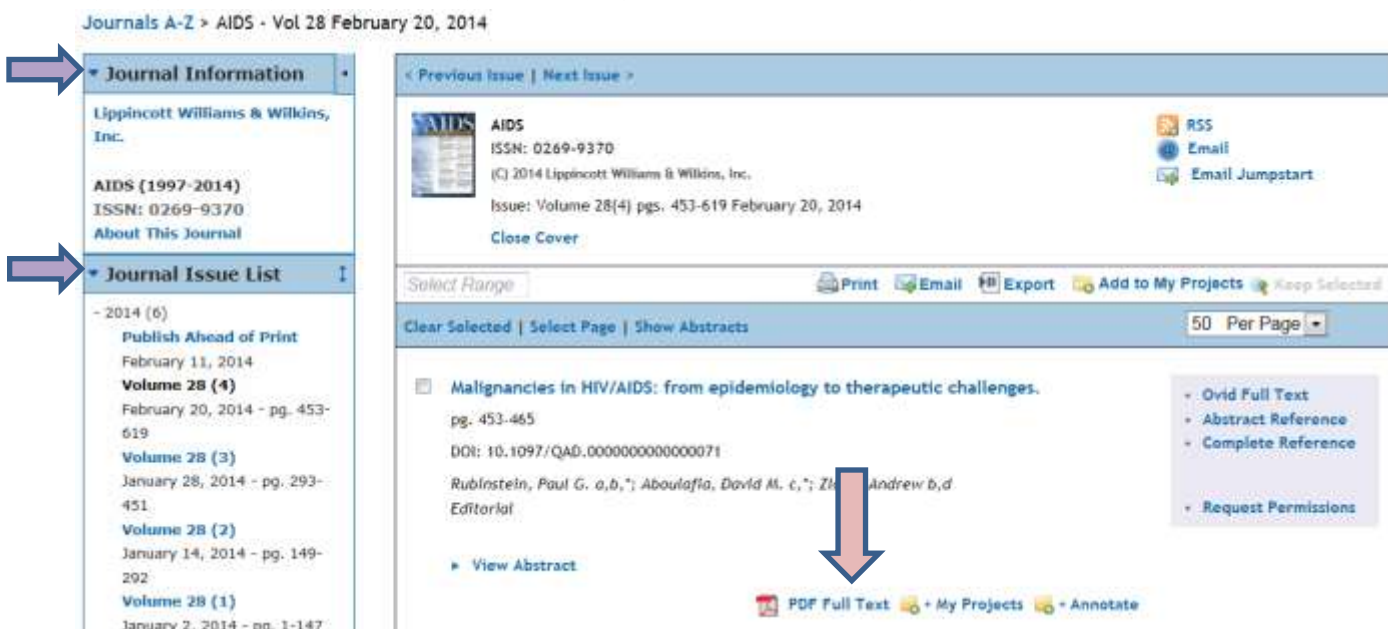 Journals A-Z > AIDS - Vol 28 February 20, 2014
Journal Information
Lippincott Williams & Wilkins,
Inc.
AIDS (1997-2014)
ISSN: 0269-9370
About This Journal
Journal Issue List
- 2014 (6)
Publish Ahead of Print
February 11, 2014
Volume 28 (4)
February 20, 2014 - pg. 453-
619
Volume 28 (3)
January 28, 2014 - pg. 293-
451
Volume 28 (2)
January 14, 2014 - pg. 149-
292
Volume 28 (1)
January 2, 2014 - pg. 1-147
< Previous Issue | Next Issue >
AIDS
AIDS
ISSN: 0269-9370
(C) 2014 Lippincott Williams & Wilkins, Inc.
Issue: Volume 28(4) pgs. 453-619 February 20, 2014
Close Cover
RSS
Email
Email Jumpstart
Select Range
Print Email Export Add to My Projects Keep Selected
Clear Selected | Select Page | Show Abstracts
50 Per Page
Malignancies in HIV/AIDS: from epidemiology to therapeutic challenges.
pg. 453-465
DOI: 10.1097/QAD.0000000000000071
Rubinstein, Paul G. a,b,*; Aboulafia, David M. c,*; Andrew b,d
Editorial
View Abstract
PDF Full Text + My Projects + Annotate
Ovid Full Text
Abstract Reference
Complete Reference
Request Permissions